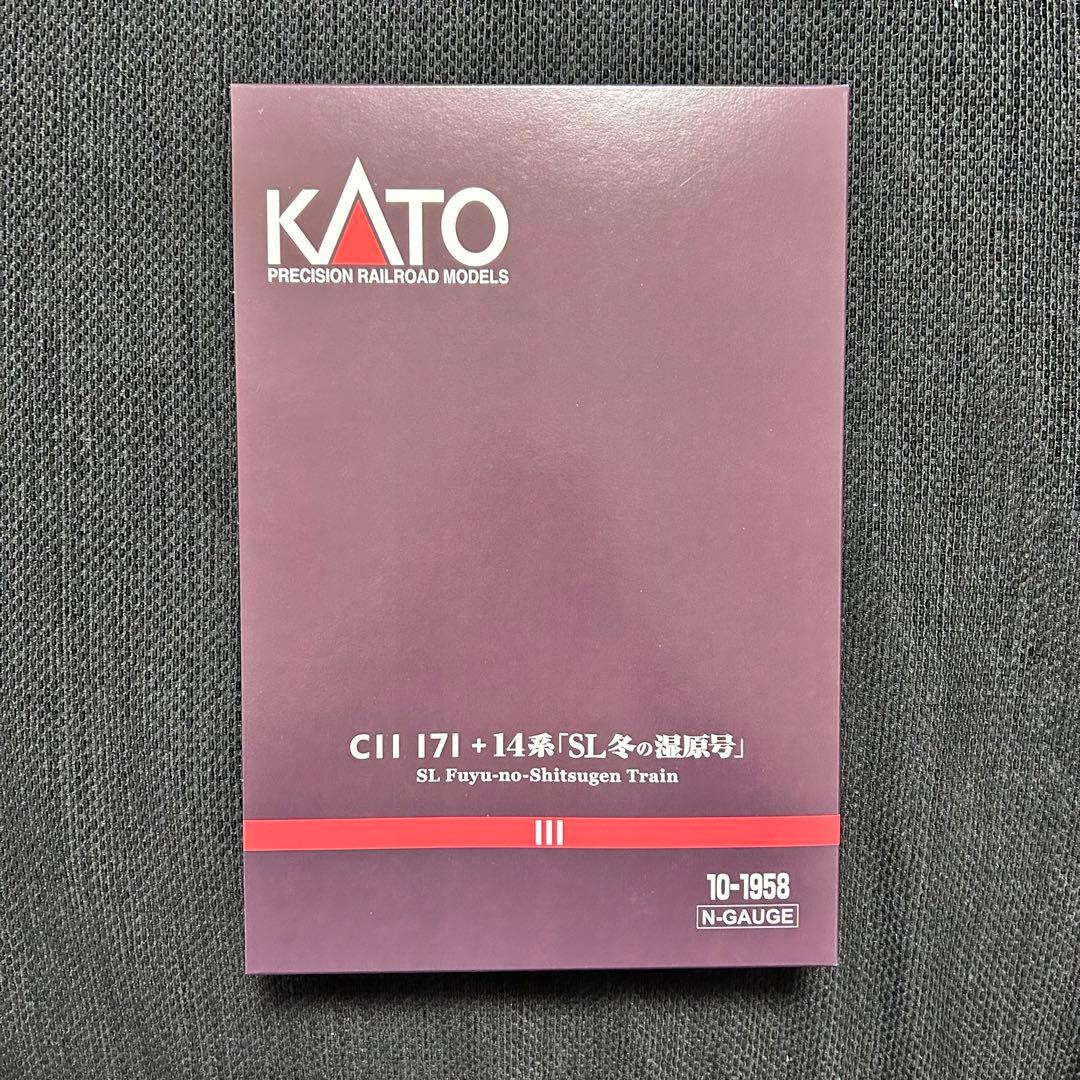 KATO
PRECISION RAILROAD MODELS
C11 171 + 14系「SL冬の湿原号」
SL Fuyu-no-Shitsugen Train
10-1958
N-GAUGE